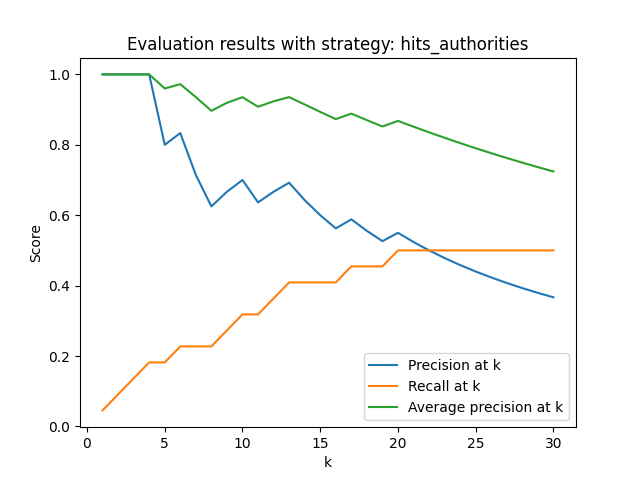 Evaluation results with strategy: hits_authorities
1.0
0.8
0.6
0.4
0.2
0.0
Score
0
5
10
15
20
25
30
k
Precision at k
Recall at k
Average precision at k